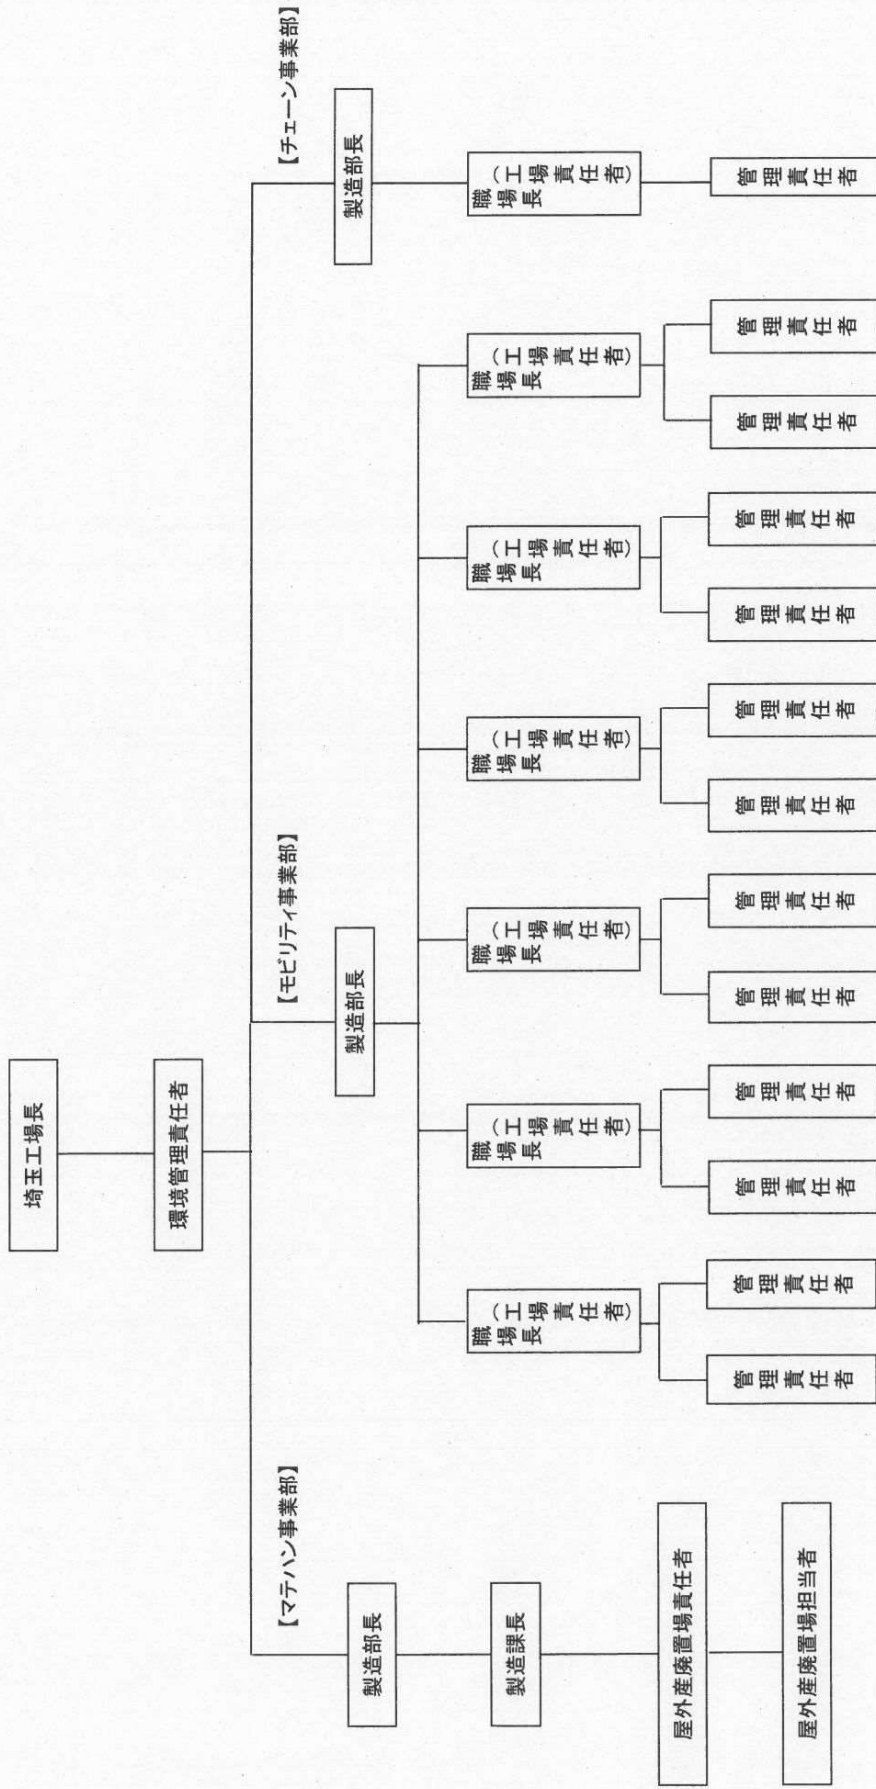 埼玉工場長
環境管理責任者
【マテハン事業部】
製造部長
製造課長
屋外産廃置場責任者
屋外産廃置場担当者
【モビリティ事業部】
製造部長
職場長
（工場責任者）
管理責任者
管理責任者
職場長
（工場責任者）
管理責任者
管理責任者
職場長
（工場責任者）
管理責任者
管理責任者
職場長
（工場責任者）
管理責任者
管理責任者
職場長
（工場責任者）
管理責任者
管理責任者
職場長
（工場責任者）
管理責任者
管理責任者
【チェーン事業部】
製造部長
職場長
（工場責任者）
管理責任者